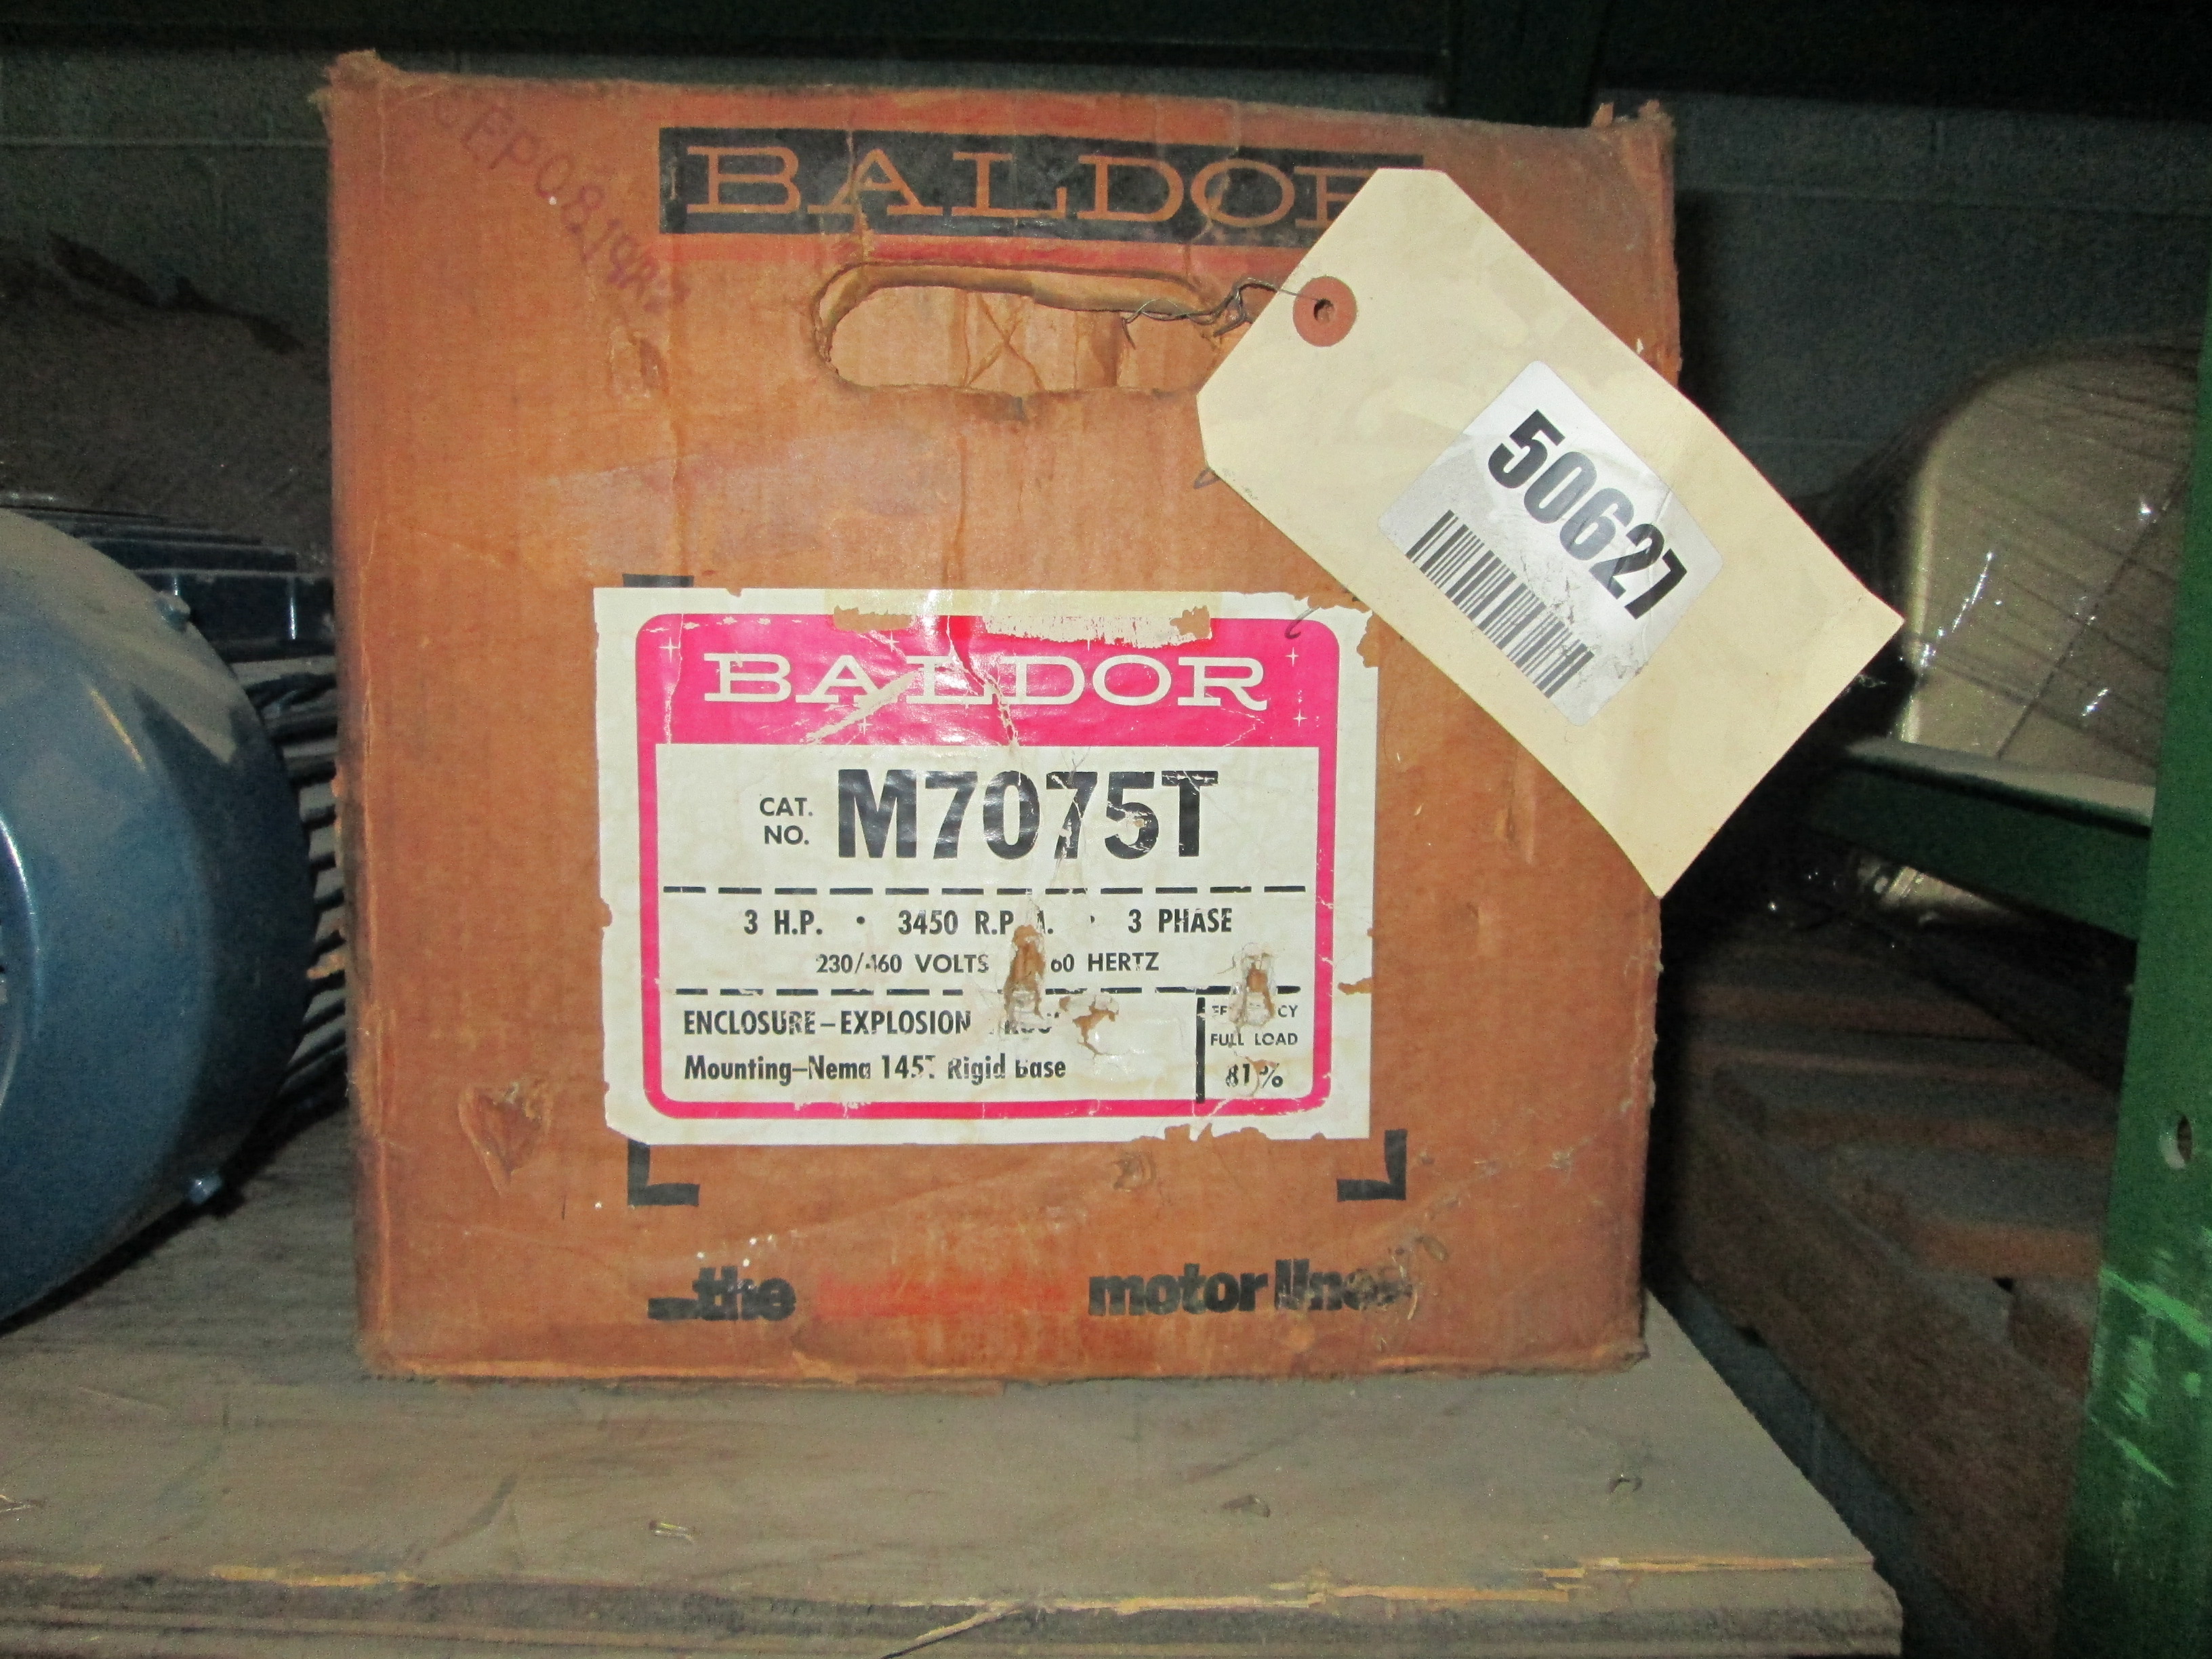 BALDOR
50627
BALDOR
CAT.
NO. M7075T
3 H.P. • 3450 R.P.M. • 3 PHASE
230/460 VOLTS 60 HERTZ
ENCLOSURE–EXPLOSION
Mounting–Nema 145T Rigid Base
FULL LOAD
81%
the motor line